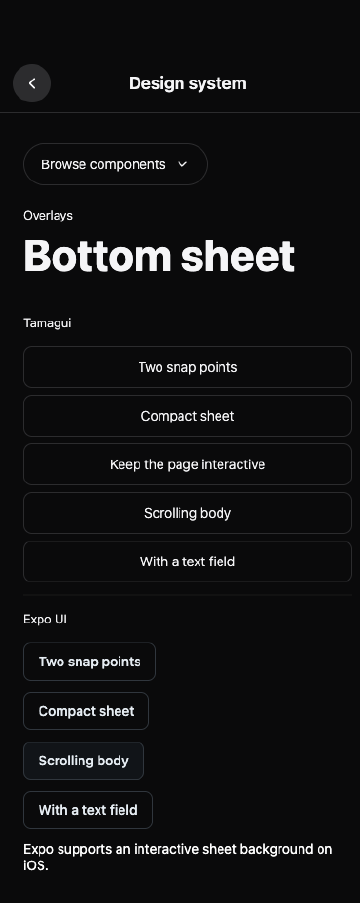 Design system
Browse components
Overlays
Bottom sheet
Tamagui
Two snap points
Compact sheet
Keep the page interactive
Scrolling body
With a text field
Expo UI
Two snap points
Compact sheet
Scrolling body
With a text field
Expo supports an interactive sheet background on
iOS.